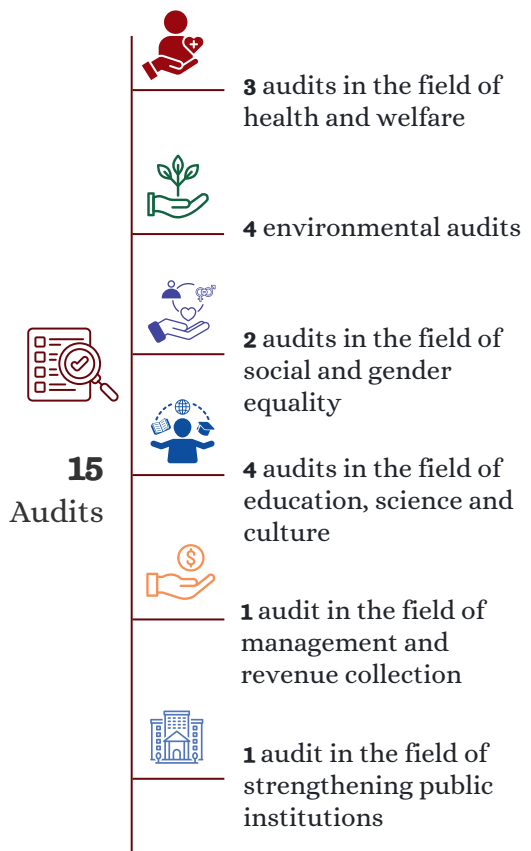 3 audits in the field of
health and welfare
4 environmental audits
2 audits in the field of
social and gender
equality
15
Audits
4 audits in the field of
education, science and
culture
1 audit in the field of
management and
revenue collection
1 audit in the field of
strengthening public
institutions